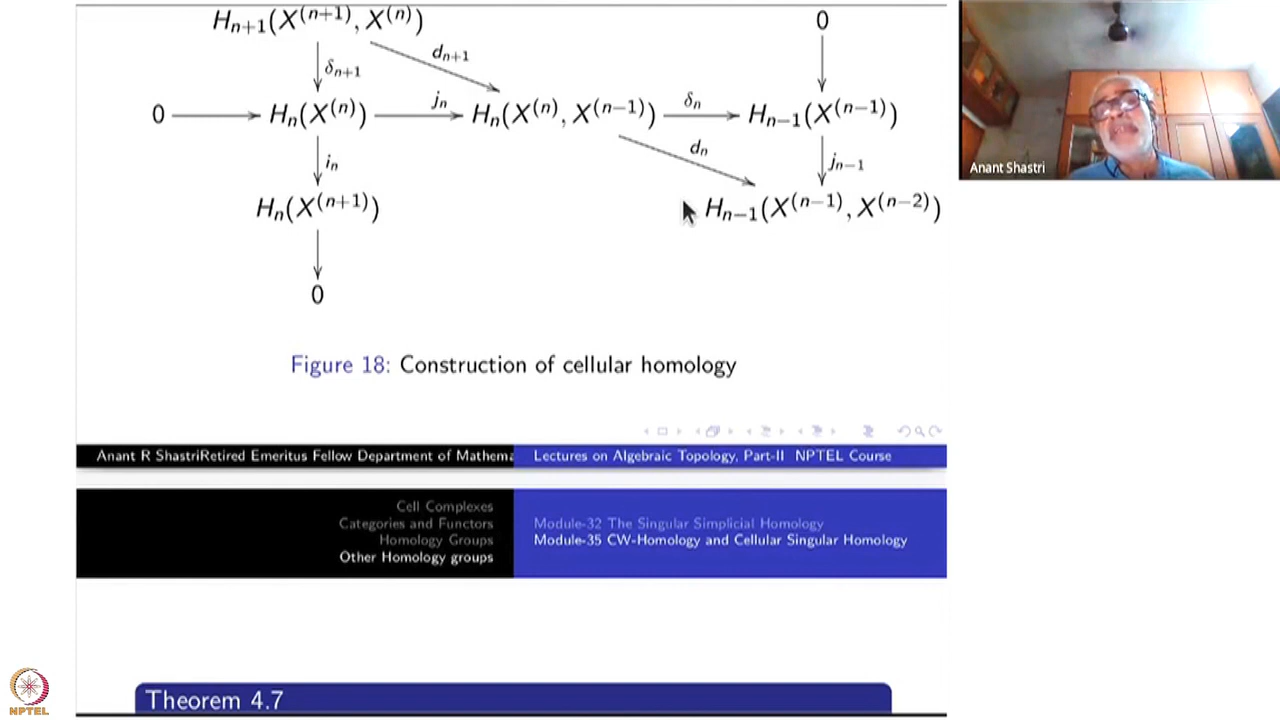 Hₙ₊₁(X⁽ⁿ⁺¹⁾, X⁽ⁿ⁾) 0
δₙ₊₁ dₙ₊₁
0 Hₙ(X⁽ⁿ⁾) jₙ Hₙ(X⁽ⁿ⁾, X⁽ⁿ⁻¹⁾) δₙ Hₙ₋₁(X⁽ⁿ⁻¹⁾)
iₙ dₙ jₙ₋₁
Hₙ(X⁽ⁿ⁺¹⁾) Hₙ₋₁(X⁽ⁿ⁻¹⁾, X⁽ⁿ⁻²⁾)
0
Figure 18: Construction of cellular homology
Anant R ShastriRetired Emeritus Fellow Department of Mathema Lectures on Algebraic Topology, Part-II NPTEL Course
Cell Complexes
Categories and Functors
Homology Groups
Other Homology groups
Module-32 The Singular Simplicial Homology
Module-35 CW-Homology and Cellular Singular Homology
Theorem 4.7
Anant Shastri
NPTEL